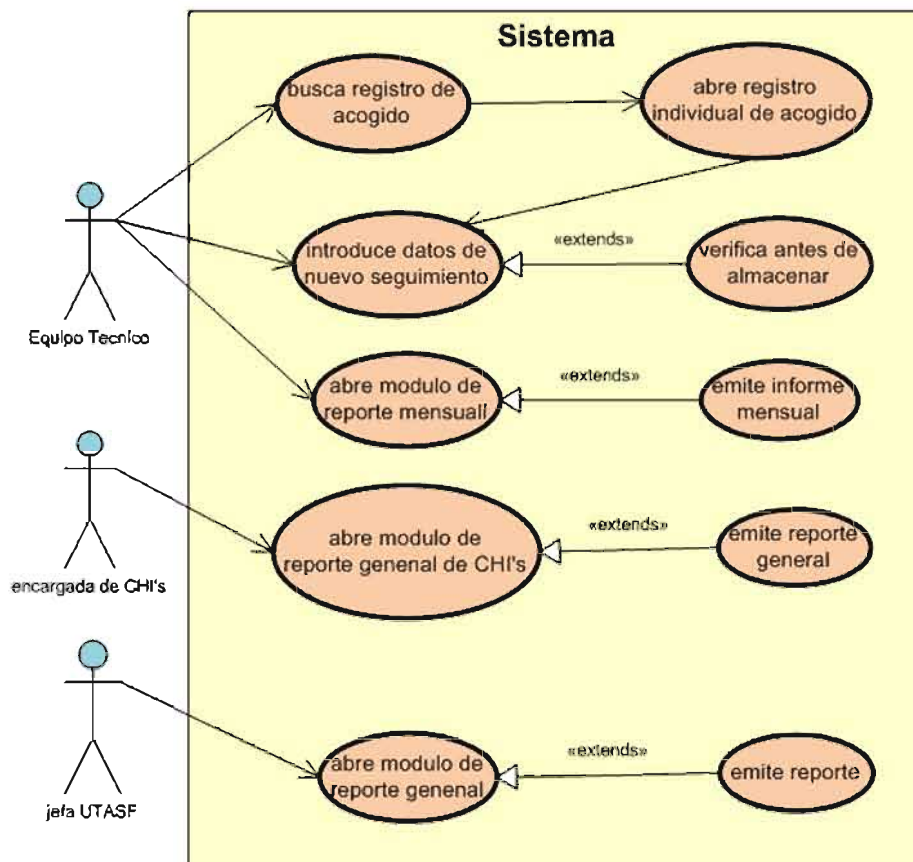 Sistema
busca registro de
acogido
abre registro
individual de acogido
introduce datos de
nuevo seguimiento
«extends»
verifica antes de
almacenar
Equipo Tecnico
abre modulo de
reporte mensuall
«extends»
emite informe
mensual
abre modulo de
reporte genenal de CHI's
«extends»
emite reporte
general
encargada de CHI's
abre modulo de
reporte genenal
«extends»
emite reporte
jefa UTASF